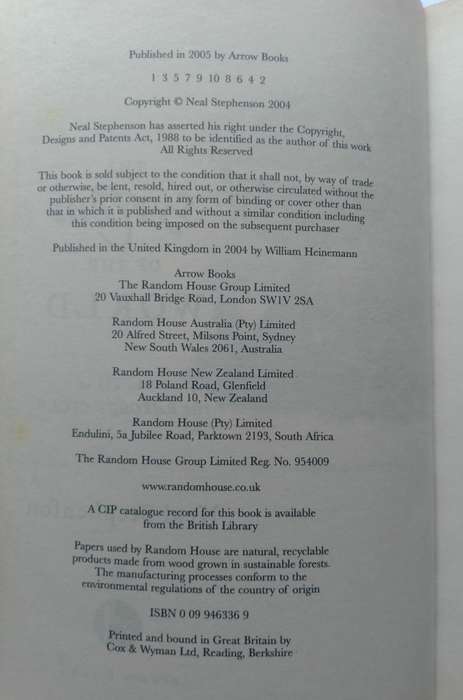 Published in 2005 by Arrow Books
1 3 5 7 9 10 8 6 4 2
Copyright © Neal Stephenson 2004
Neal Stephenson has asserted his right under the Copyright,
Designs and Patents Act, 1988 to be identified as the author of this work
All Rights Reserved
This book is sold subject to the condition that it shall not, by way of trade
or otherwise, be lent, resold, hired out, or otherwise circulated without the
publisher's prior consent in any form of binding or cover other than
that in which it is published and without a similar condition including
this condition being imposed on the subsequent purchaser
Published in the United Kingdom in 2004 by William Heinemann
Arrow Books
The Random House Group Limited
20 Vauxhall Bridge Road, London SW1V 2SA
Random House Australia (Pty) Limited
20 Alfred Street, Milsons Point, Sydney
New South Wales 2061, Australia
Random House New Zealand Limited
18 Poland Road, Glenfield
Auckland 10, New Zealand
Random House (Pty) Limited
Endulini, 5a Jubilee Road, Parktown 2193, South Africa
The Random House Group Limited Reg. No. 954009
www.randomhouse.co.uk
A CIP catalogue record for this book is available
from the British Library
Papers used by Random House are natural, recyclable
products made from wood grown in sustainable forests.
The manufacturing processes conform to the
environmental regulations of the country of origin
ISBN 0 09 946336 9
Printed and bound in Great Britain by
Cox & Wyman Ltd, Reading, Berkshire